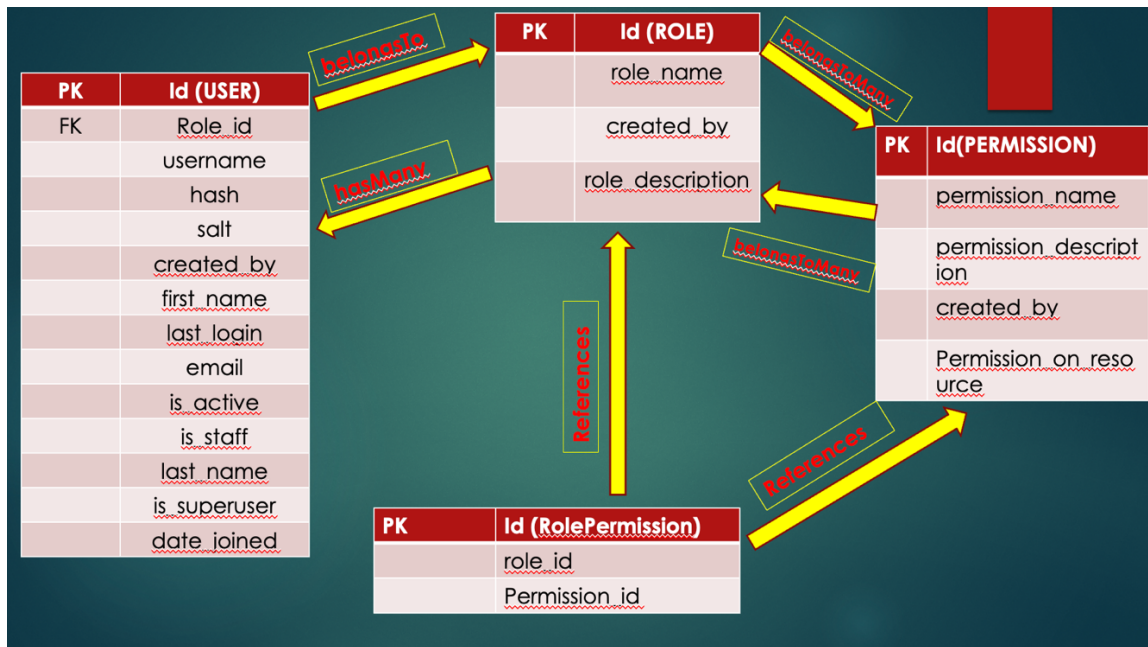 PK Id (USER)
FK Role_id
username
hash
salt
created_by
first_name
last_login
email
is_active
is_staff
last_name
is_superuser
date_joined
belongsTo
hasMany
PK Id (ROLE)
role_name
created_by
role_description
belongsToMany
belongsToMany
PK Id(PERMISSION)
permission_name
permission_descript
ion
created_by
Permission_on_reso
urce
References
References
PK Id (RolePermission)
role_id
Permission_id